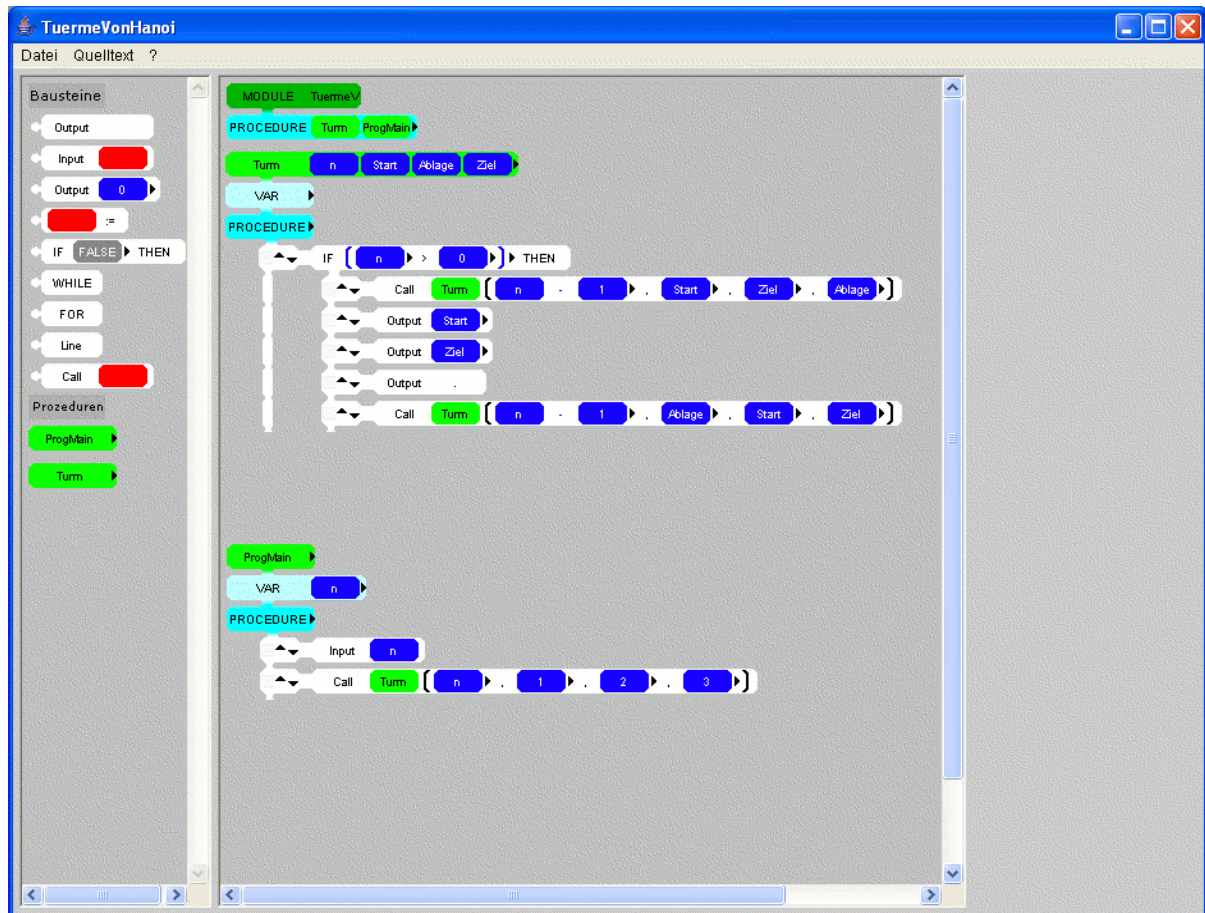 TuermeVonHanoi
Datei Quelltext ?
Bausteine
Output
Input
Output 0
:=
IF FALSE THEN
WHILE
FOR
Line
Call
Prozeduren
ProgMain
Turm
MODULE TuermeV
PROCEDURE Turm ProgMain
Turm n Start Ablage Ziel
VAR
PROCEDURE
IF ( n > 0 ) THEN
Call Turm ( n - 1 , Start , Ziel , Ablage )
Output Start
Output Ziel
Output .
Call Turm ( n - 1 , Ablage , Start , Ziel )
ProgMain
VAR n
PROCEDURE
Input n
Call Turm ( n , 1 , 2 , 3 )